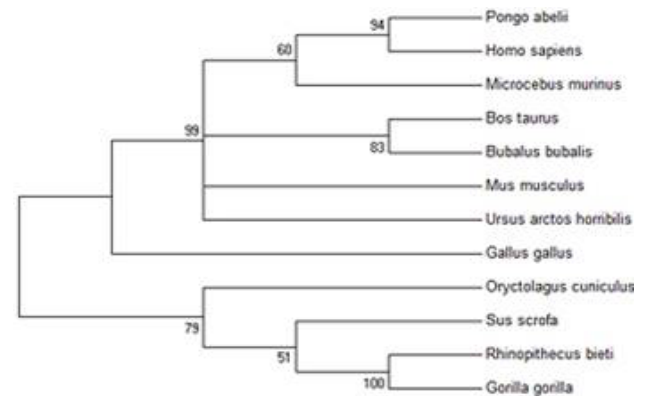 94
Pongo abelii
60
Homo sapiens
Microcebus murinus
99
Bos taurus
83
Bubalus bubalis
Mus musculus
Ursus arctos horribilis
Gallus gallus
Oryctolagus cuniculus
79
Sus scrofa
51
Rhinopithecus bieti
100
Gorilla gorilla